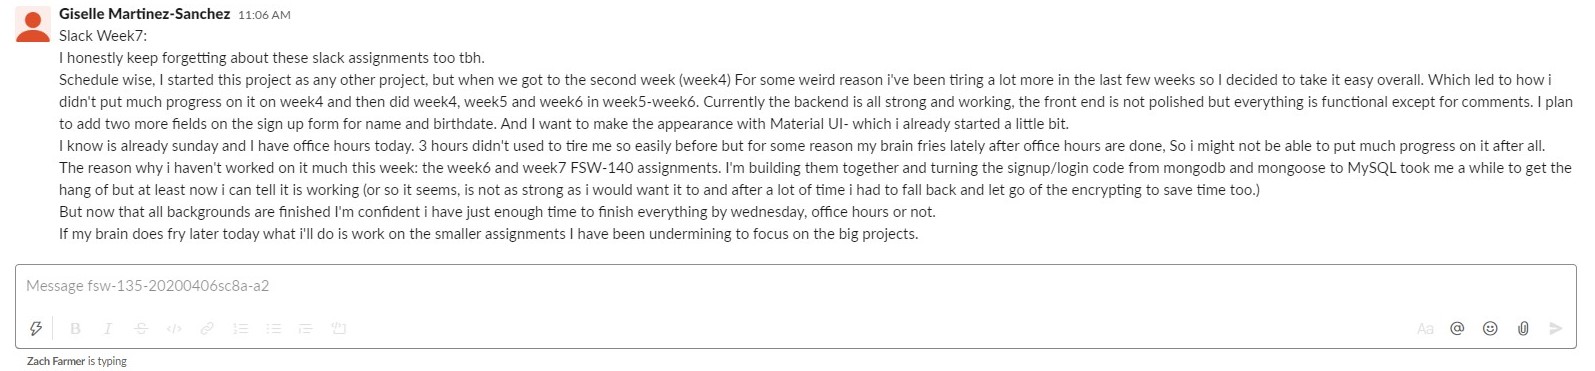 Giselle Martinez-Sanchez 11:06 AM
Slack Week7:
I honestly keep forgetting about these slack assignments too tbh.
Schedule wise, I started this project as any other project, but when we got to the second week (week4) For some weird reason i've been tiring a lot more in the last few weeks so I decided to take it easy overall. Which led to how i
didn't put much progress on it on week4 and then did week4, week5 and week6 in week5-week6. Currently the backend is all strong and working, the front end is not polished but everything is functional except for comments. I plan
to add two more fields on the sign up form for name and birthdate. And I want to make the appearance with Material UI- which i already started a little bit.
I know is already sunday and I have office hours today. 3 hours didn't used to tire me so easily before but for some reason my brain fries lately after office hours are done, So i might not be able to put much progress on it after all.
The reason why i haven't worked on it much this week: the week6 and week7 FSW-140 assignments. I'm building them together and turning the signup/login code from mongodb and mongoose to MySQL took me a while to get the
hang of but at least now i can tell it is working (or so it seems, is not as strong as i would want it to and after a lot of time i had to fall back and let go of the encrypting to save time too.)
But now that all backgrounds are finished I'm confident i have just enough time to finish everything by wednesday, office hours or not.
If my brain does fry later today what i'll do is work on the smaller assignments I have been undermining to focus on the big projects.
Message fsw-135-20200406sc8a-a2
B I S </> Aa @
Zach Farmer is typing